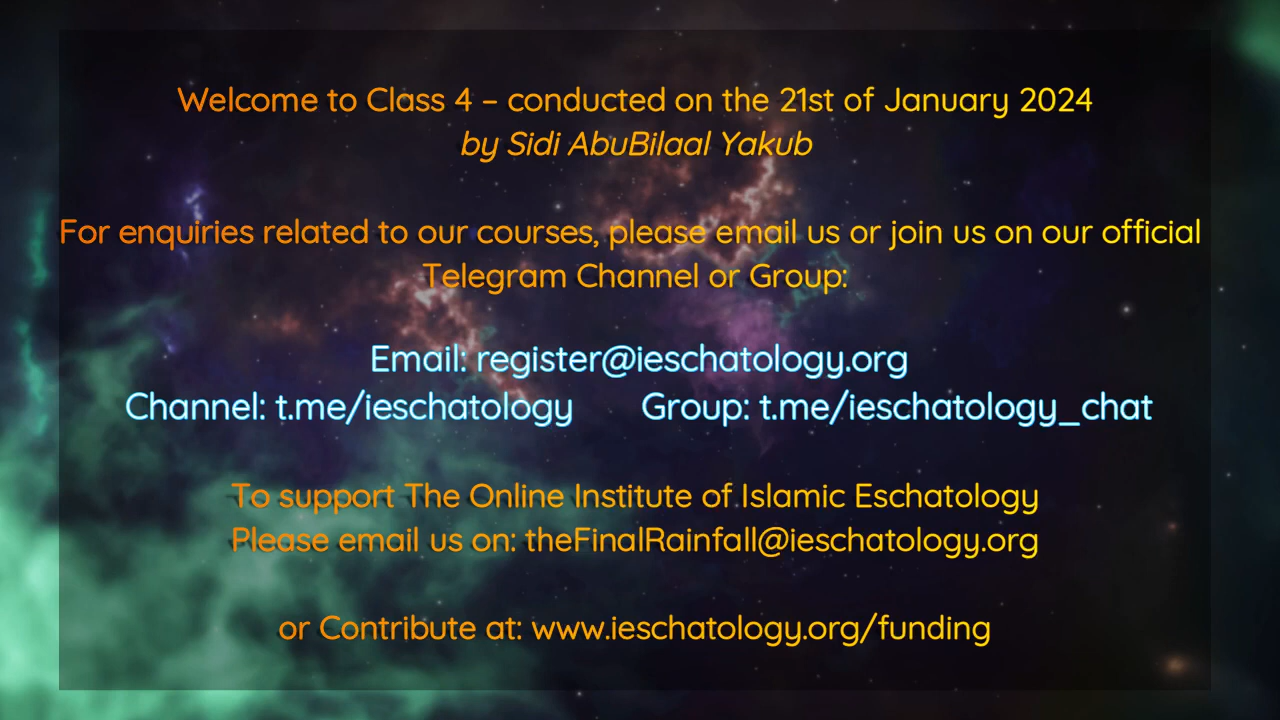 Welcome to Class 4 – conducted on the 21st of January 2024
by Sidi AbuBilaal Yakub
For enquiries related to our courses, please email us or join us on our official
Telegram Channel or Group:
Email: register@ieschatology.org
Channel: t.me/ieschatology Group: t.me/ieschatology_chat
To support The Online Institute of Islamic Eschatology
Please email us on: theFinalRainfall@ieschatology.org
or Contribute at: www.ieschatology.org/funding